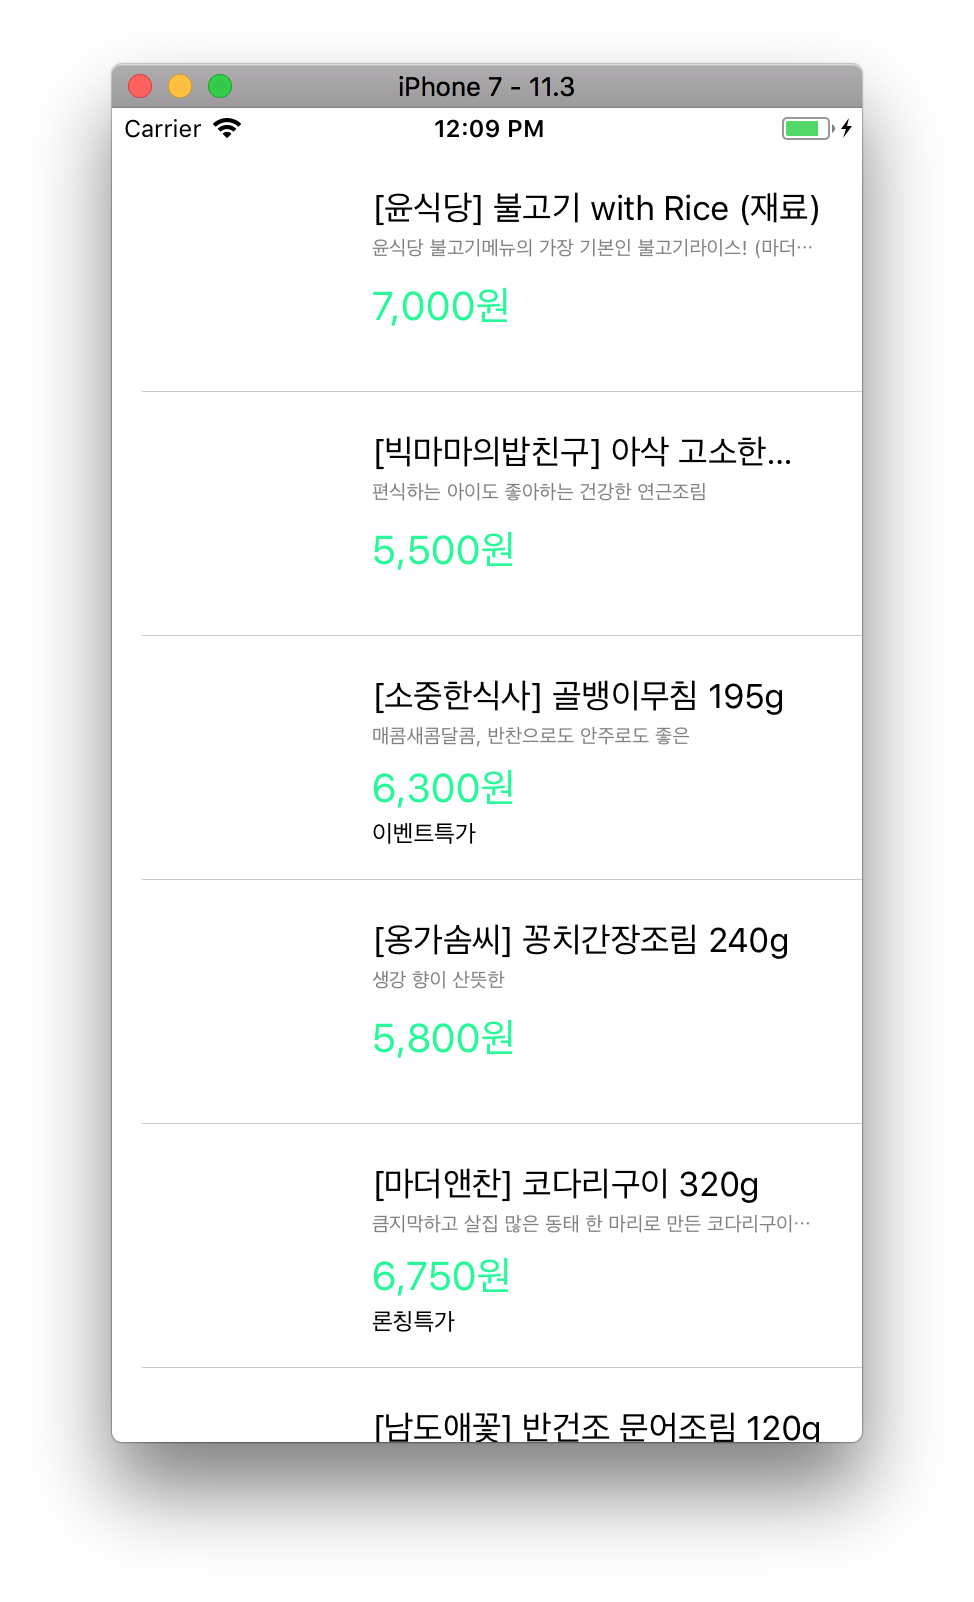 iPhone 7 - 11.3
Carrier 12:09 PM
[윤식당] 불고기 with Rice (재료)
윤식당 불고기메뉴의 가장 기본인 불고기라이스! (마더…
7,000원
[빅마마의밥친구] 아삭 고소한...
편식하는 아이도 좋아하는 건강한 연근조림
5,500원
[소중한식사] 골뱅이무침 195g
매콤새콤달콤, 반찬으로도 안주로도 좋은
6,300원
이벤트특가
[옹가솜씨] 꽁치간장조림 240g
생강 향이 산뜻한
5,800원
[마더앤찬] 코다리구이 320g
큼지막하고 살집 많은 동태 한 마리로 만든 코다리구이…
6,750원
론칭특가
[남도애꽃] 반건조 문어조림 120g